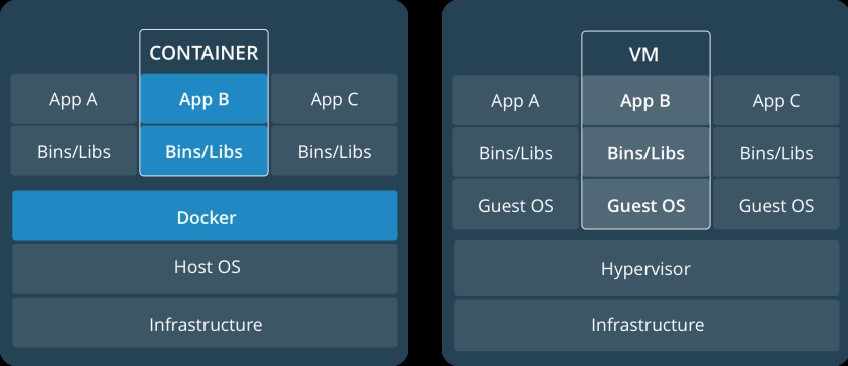 CONTAINER
App A
App B
App C
Bins/Libs
Bins/Libs
Bins/Libs
Docker
Host OS
Infrastructure
VM
App A
App B
App C
Bins/Libs
Bins/Libs
Bins/Libs
Guest OS
Guest OS
Guest OS
Hypervisor
Infrastructure